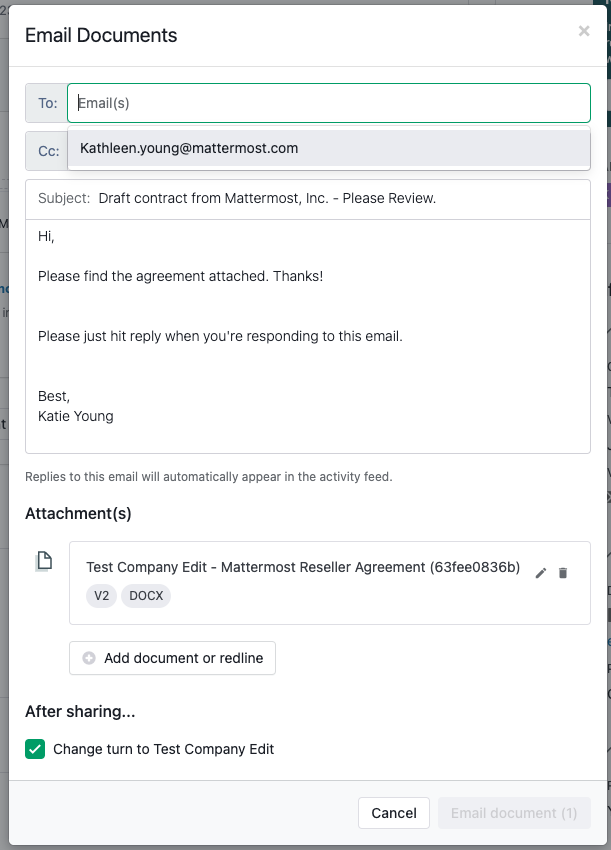 Email Documents
×
To: Email(s)
Cc:
Kathleen.young@mattermost.com
Subject: Draft contract from Mattermost, Inc. - Please Review.
Hi,
Please find the agreement attached. Thanks!
Please just hit reply when you're responding to this email.
Best,
Katie Young
Replies to this email will automatically appear in the activity feed.
Attachment(s)
Test Company Edit - Mattermost Reseller Agreement (63fee0836b)
V2 DOCX
Add document or redline
After sharing...
Change turn to Test Company Edit
Cancel Email document (1)